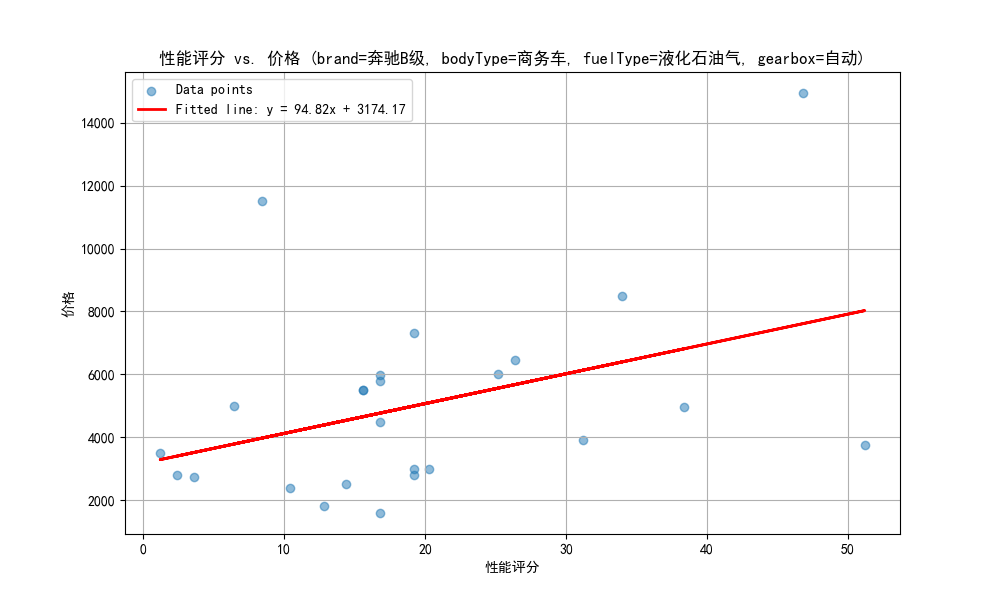 性能评分 vs. 价格 (brand=奔驰B级, bodyType=商务车, fuelType=液化石油气, gearbox=自动)
Data points
Fitted line: y = 94.82x + 3174.17
14000
12000
10000
8000
6000
4000
2000
价格
0 10 20 30 40 50
性能评分